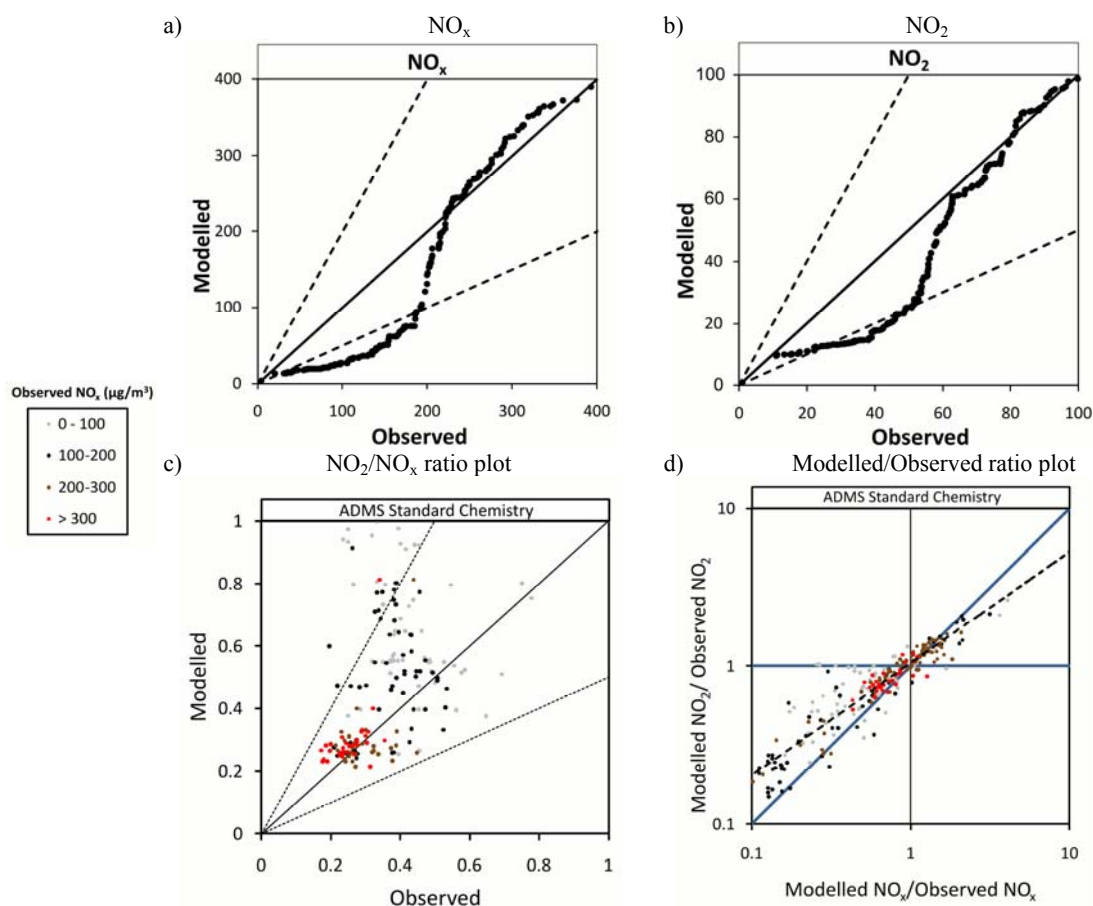 a) NOx b) NO2
NOx
400
300
200
100
0
Modelled
0 100 200 300 400
Observed
NO2
100
80
60
40
20
0
Modelled
0 20 40 60 80 100
Observed
Observed NOx (µg/m³)
0 - 100
100-200
200-300
> 300
c) NO2/NOx ratio plot
ADMS Standard Chemistry
1
0.8
0.6
0.4
0.2
0
Modelled
0 0.2 0.4 0.6 0.8 1
Observed
d) Modelled/Observed ratio plot
ADMS Standard Chemistry
10
1
0.1
Modelled NO2/ Observed NO2
0.1 1 10
Modelled NOx/Observed NOx